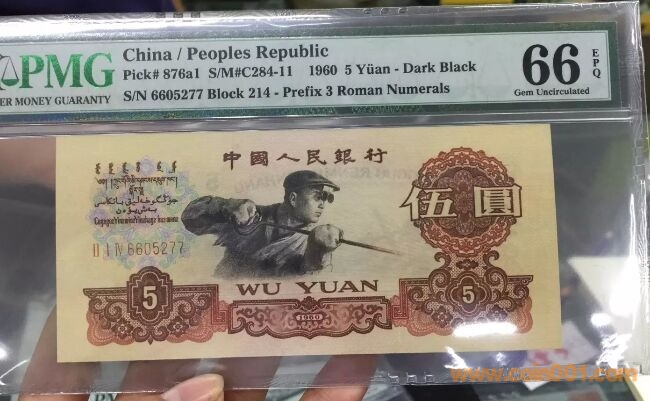 PMG
ER MONEY GUARANTY
China / Peoples Republic
Pick# 876a1 S/M#C284-11 1960 5 Yüan - Dark Black
S/N 6605277 Block 214 - Prefix 3 Roman Numerals
66 EPQ
Gem Uncirculated
中國人民銀行
伍圓
II I IV 6605277
WU YUAN
5
5
1960
www.coin001.com